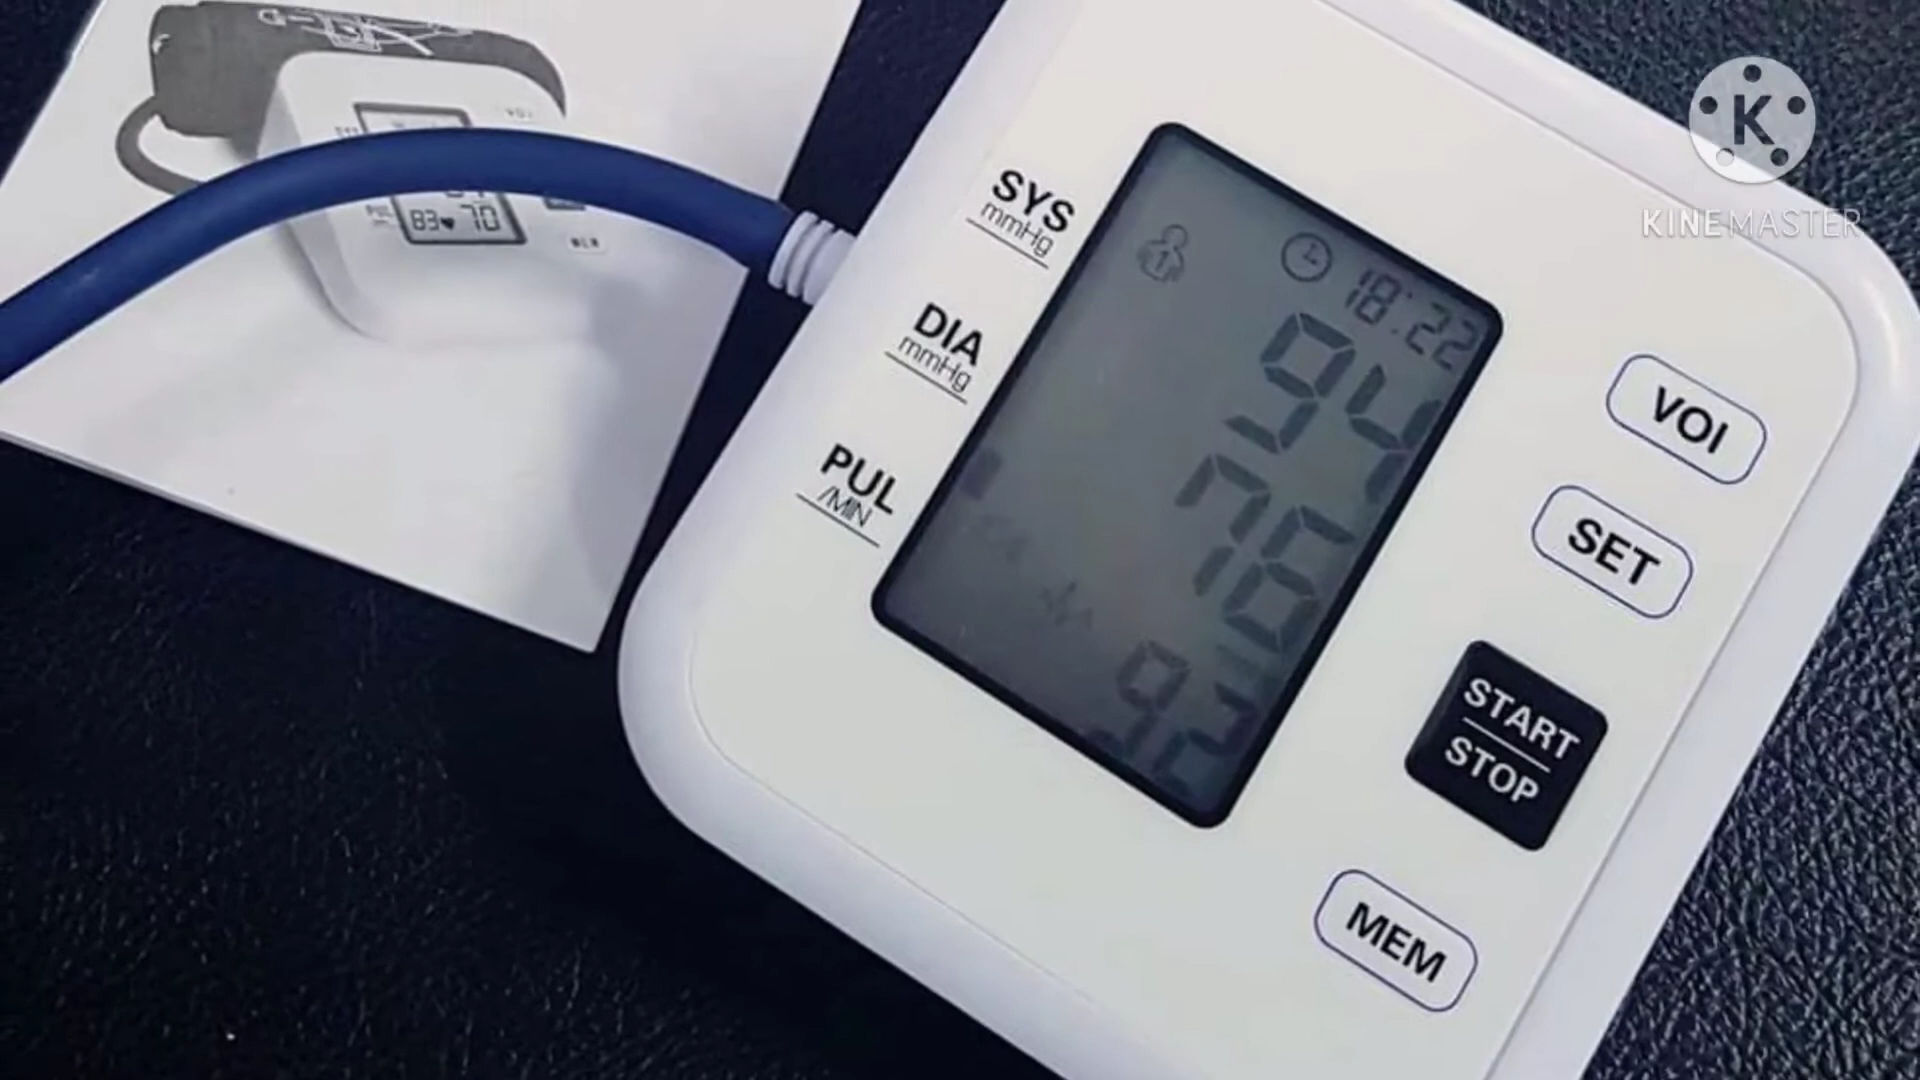 K
KINEMASTER
SYS
mmHg
DIA
mmHg
PUL
/MIN
1
18:22
94
76
92
VOI
SET
START
STOP
MEM
83 70